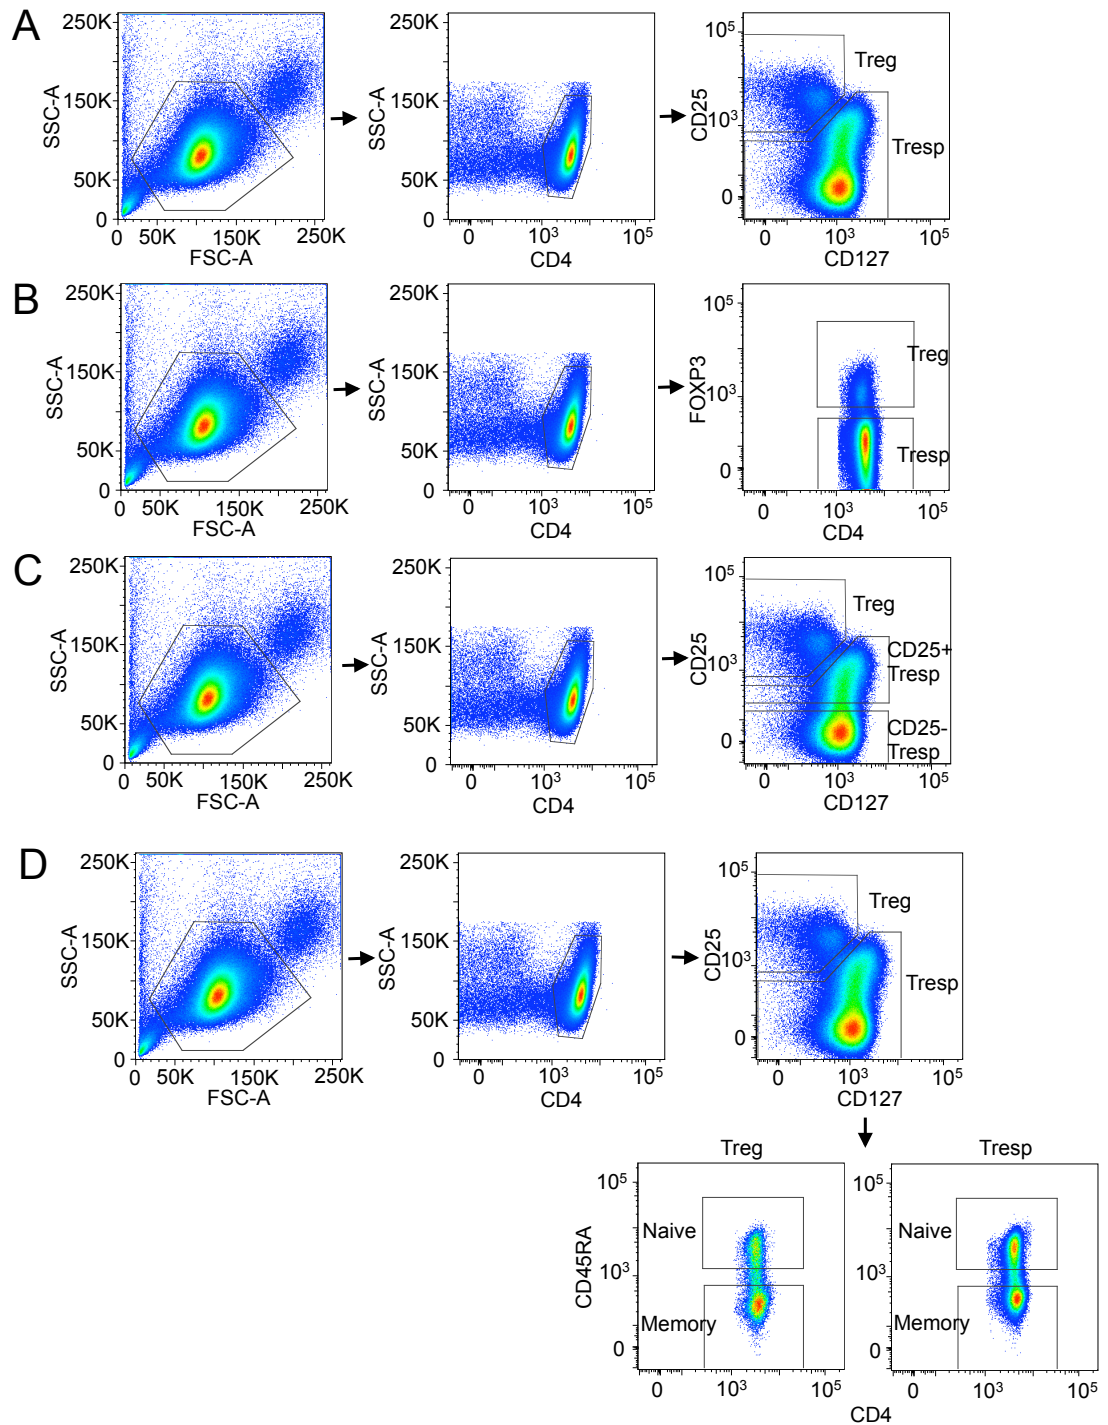 A
250K
150K
50K
0
SSC-A
0 50K 150K 250K
FSC-A
250K
150K
50K
0
SSC-A
0 10³ 10⁵
CD4
10⁵
10³
0
CD25
Treg
Tresp
0 10³ 10⁵
CD127
B
250K
150K
50K
0
SSC-A
0 50K 150K 250K
FSC-A
250K
150K
50K
0
SSC-A
0 10³ 10⁵
CD4
10⁵
10³
0
FOXP3
Treg
Tresp
0 10³ 10⁵
CD4
C
250K
150K
50K
0
SSC-A
0 50K 150K 250K
FSC-A
250K
150K
50K
0
SSC-A
0 10³ 10⁵
CD4
10⁵
10³
0
CD25
Treg
CD25+
Tresp
CD25-
Tresp
0 10³ 10⁵
CD127
D
250K
150K
50K
0
SSC-A
0 50K 150K 250K
FSC-A
250K
150K
50K
0
SSC-A
0 10³ 10⁵
CD4
10⁵
10³
0
CD25
Treg
Tresp
0 10³ 10⁵
CD127
Treg
10⁵
10³
0
CD45RA
Naive
Memory
0 10³ 10⁵
Tresp
10⁵
10³
0
Naive
Memory
0 10³ 10⁵
CD4